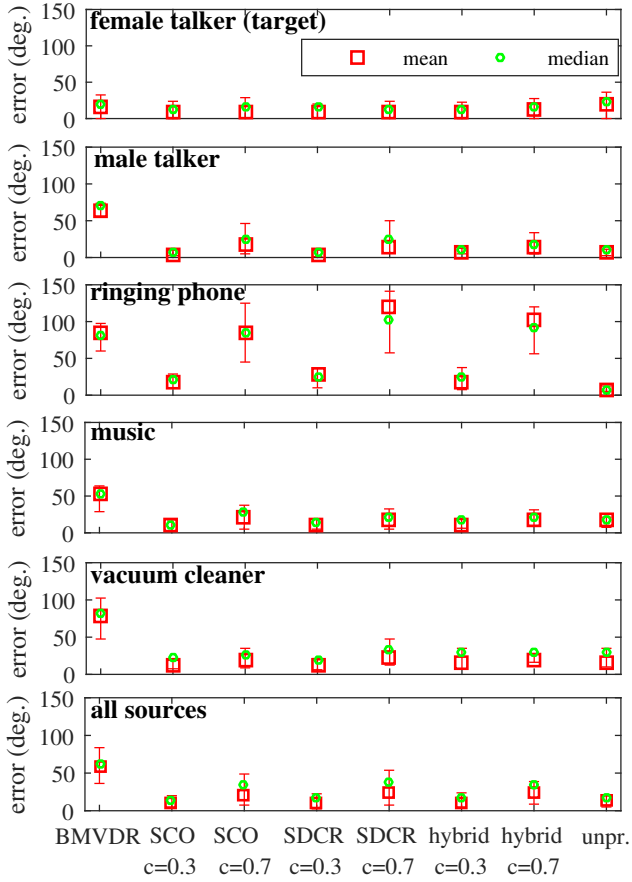 female talker (target)
mean
median
error (deg.)
150
100
50
0
male talker
error (deg.)
150
100
50
0
ringing phone
error (deg.)
150
100
50
0
music
error (deg.)
150
100
50
0
vacuum cleaner
error (deg.)
150
100
50
0
all sources
error (deg.)
150
100
50
0
BMVDR SCO SCO SDCR SDCR hybrid hybrid unpr.
c=0.3 c=0.7 c=0.3 c=0.7 c=0.3 c=0.7